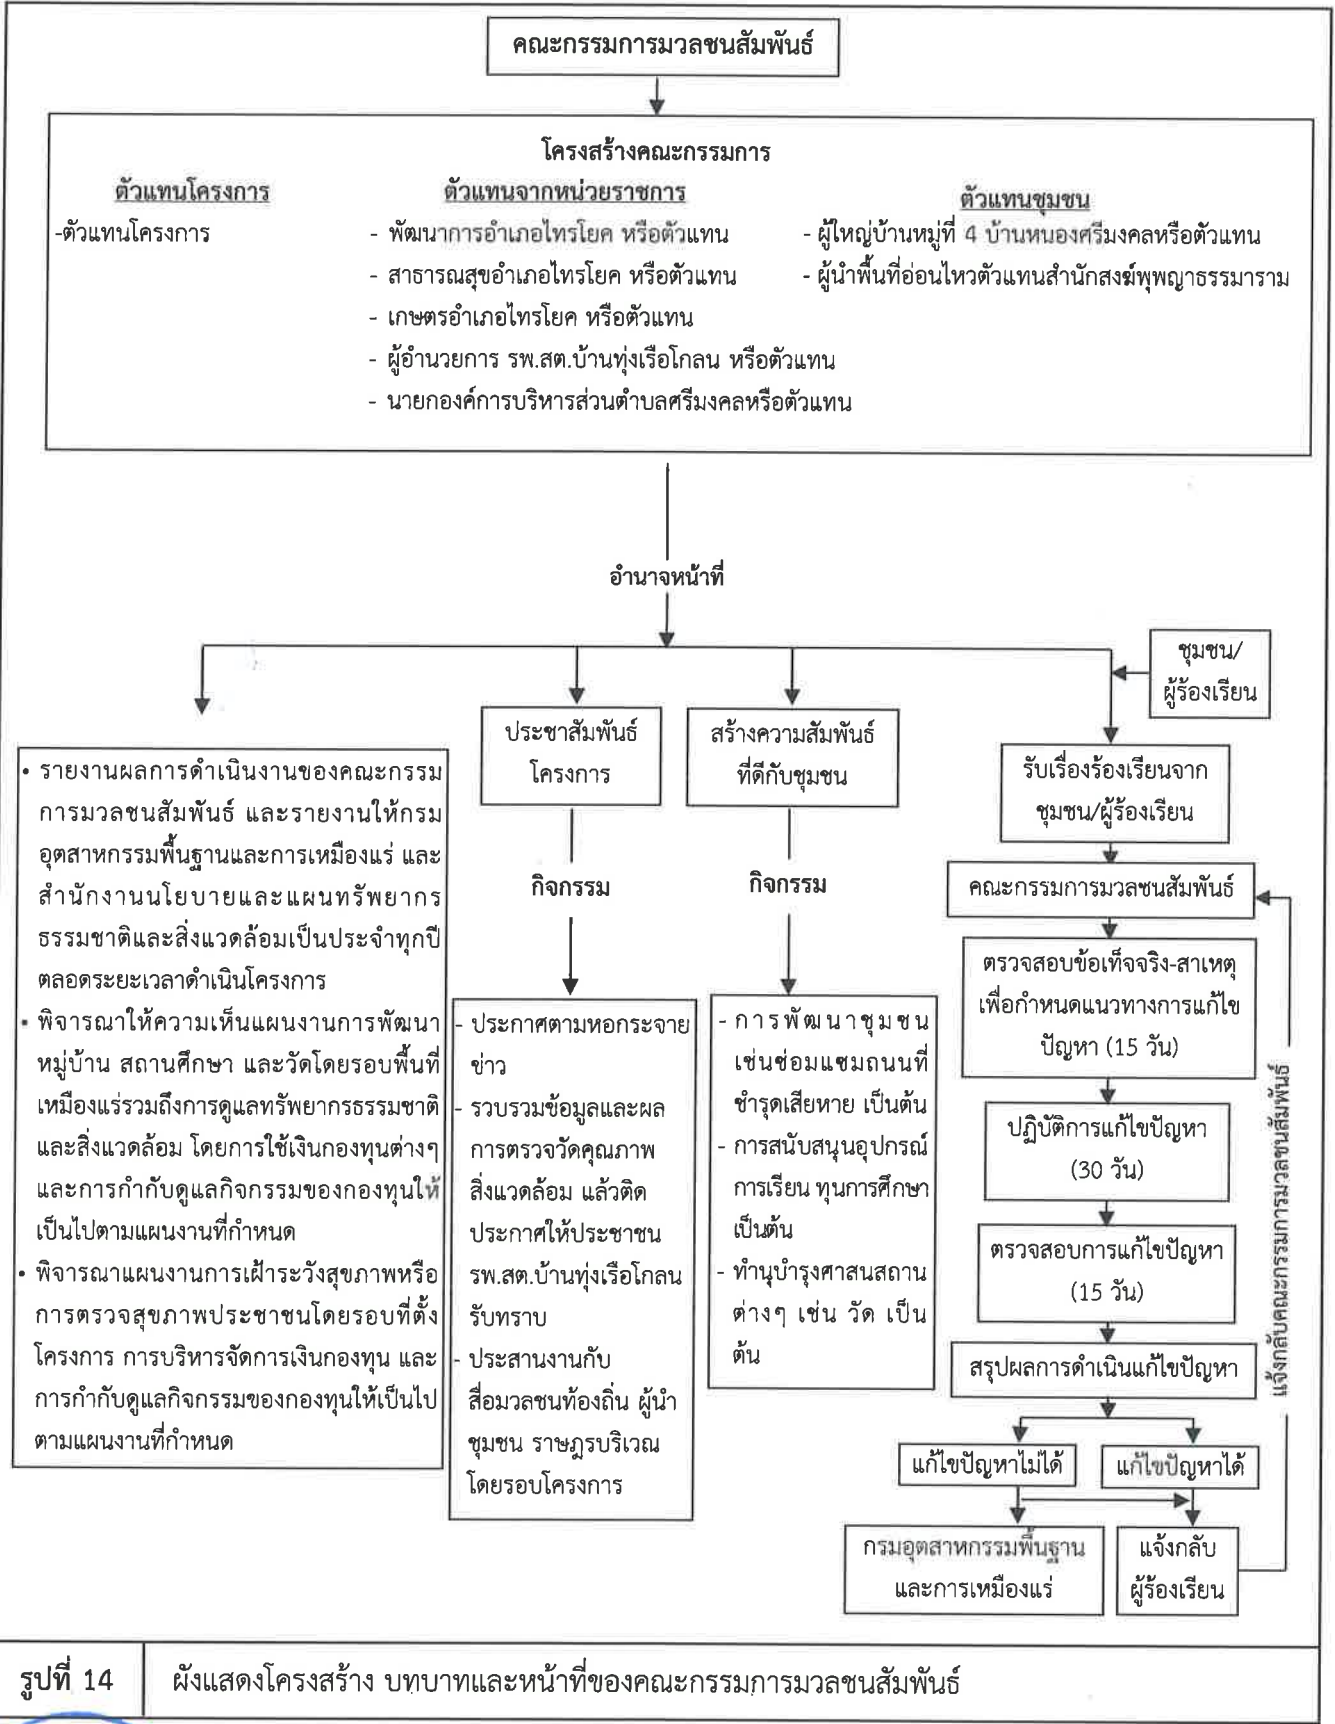 คณะกรรมการมวลชนสัมพันธ์
โครงสร้างคณะกรรมการ
ตัวแทนโครงการ
-ตัวแทนโครงการ
ตัวแทนจากหน่วยราชการ
- พัฒนาการอำเภอไทรโยค หรือตัวแทน
- สาธารณสุขอำเภอไทรโยค หรือตัวแทน
- เกษตรอำเภอไทรโยค หรือตัวแทน
- ผู้อำนวยการ รพ.สต.บ้านทุ่งเรือโกลน หรือตัวแทน
- นายกองค์การบริหารส่วนตำบลศรีมงคลหรือตัวแทน
ตัวแทนชุมชน
- ผู้ใหญ่บ้านหมู่ที่ 4 บ้านหนองศรีมงคลหรือตัวแทน
- ผู้นำพื้นที่อ่อนไหวตัวแทนสำนักสงฆ์พุพญาธรรมาราม
อำนาจหน้าที่
• รายงานผลการดำเนินงานของคณะกรรม
การมวลชนสัมพันธ์ และรายงานให้กรม
อุตสาหกรรมพื้นฐานและการเหมืองแร่ และ
สำนักงานนโยบายและแผนทรัพยากร
ธรรมชาติและสิ่งแวดล้อมเป็นประจำทุกปี
ตลอดระยะเวลาดำเนินโครงการ
• พิจารณาให้ความเห็นแผนงานการพัฒนา
หมู่บ้าน สถานศึกษา และวัดโดยรอบพื้นที่
เหมืองแร่รวมถึงการดูแลทรัพยากรธรรมชาติ
และสิ่งแวดล้อม โดยการใช้เงินกองทุนต่างๆ
และการกำกับดูแลกิจกรรมของกองทุนให้
เป็นไปตามแผนงานที่กำหนด
• พิจารณาแผนงานการเฝ้าระวังสุขภาพหรือ
การตรวจสุขภาพประชาชนโดยรอบที่ตั้ง
โครงการ การบริหารจัดการเงินกองทุน และ
การกำกับดูแลกิจกรรมของกองทุนให้เป็นไป
ตามแผนงานที่กำหนด
ประชาสัมพันธ์
โครงการ
กิจกรรม
- ประกาศตามหอกระจาย
ข่าว
- รวบรวมข้อมูลและผล
การตรวจวัดคุณภาพ
สิ่งแวดล้อม แล้วติด
ประกาศให้ประชาชน
รพ.สต.บ้านทุ่งเรือโกลน
รับทราบ
- ประสานงานกับ
สื่อมวลชนท้องถิ่น ผู้นำ
ชุมชน ราษฎรบริเวณ
โดยรอบโครงการ
สร้างความสัมพันธ์
ที่ดีกับชุมชน
กิจกรรม
- การพัฒนาชุมชน
เช่นซ่อมแซมถนนที่
ชำรุดเสียหาย เป็นต้น
- การสนับสนุนอุปกรณ์
การเรียน ทุนการศึกษา
เป็นต้น
- ทำนุบำรุงศาสนสถาน
ต่างๆ เช่น วัด เป็น
ต้น
ชุมชน/
ผู้ร้องเรียน
รับเรื่องร้องเรียนจาก
ชุมชน/ผู้ร้องเรียน
คณะกรรมการมวลชนสัมพันธ์
ตรวจสอบข้อเท็จจริง-สาเหตุ
เพื่อกำหนดแนวทางการแก้ไข
ปัญหา (15 วัน)
ปฏิบัติการแก้ไขปัญหา
(30 วัน)
ตรวจสอบการแก้ไขปัญหา
(15 วัน)
สรุปผลการดำเนินแก้ไขปัญหา
แก้ไขปัญหาไม่ได้
แก้ไขปัญหาได้
กรมอุตสาหกรรมพื้นฐาน
และการเหมืองแร่
แจ้งกลับ
ผู้ร้องเรียน
แจ้งกลับคณะกรรมการมวลชนสัมพันธ์
รูปที่ 14
ผังแสดงโครงสร้าง บทบาทและหน้าที่ของคณะกรรมการมวลชนสัมพันธ์